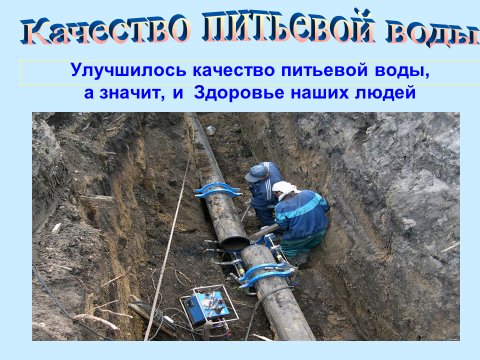 Качество питьевой воды
Улучшилось качество питьевой воды,
а значит, и Здоровье наших людей